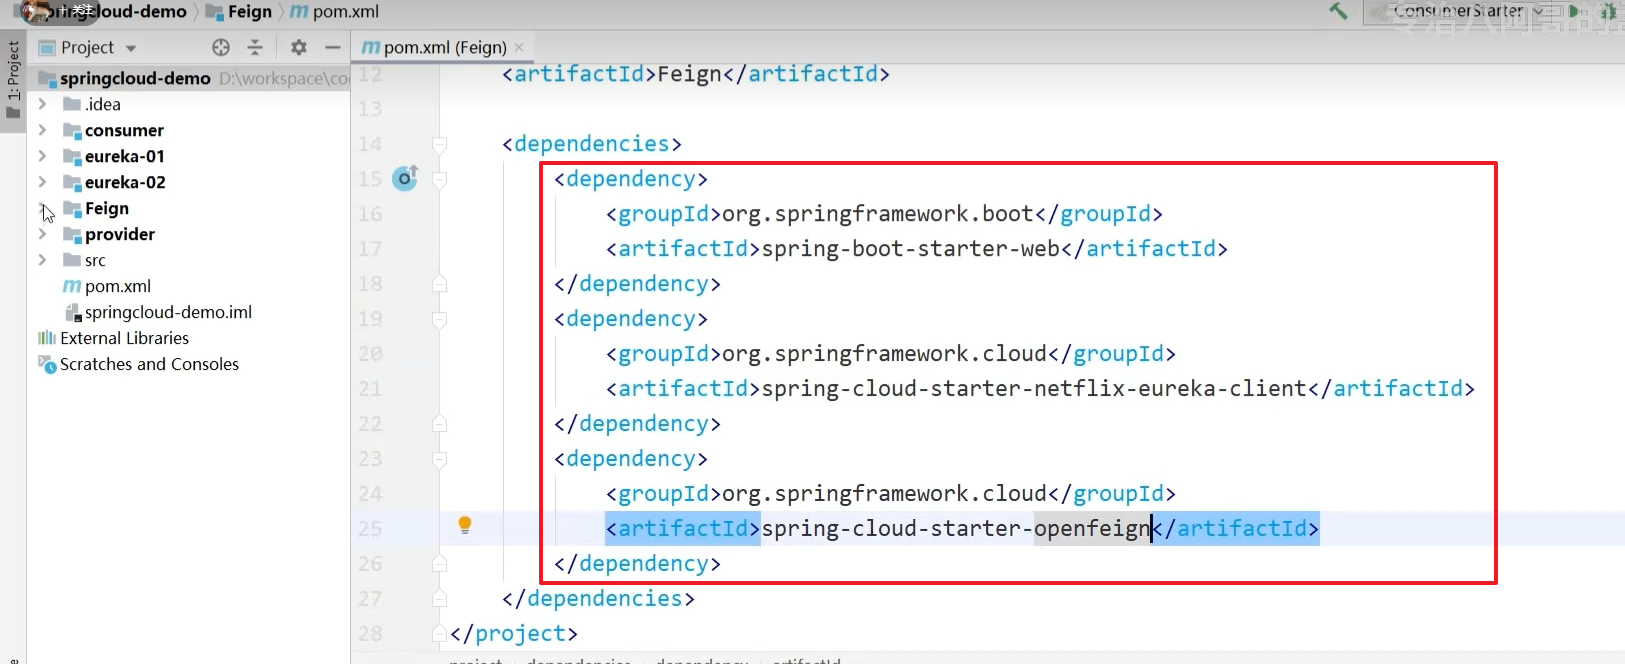 springcloud-demo Feign pom.xml
+ 关注
ConsumerStarter
1: Project
Project
pom.xml (Feign)
springcloud-demo D:\workspace\co
.idea
consumer
eureka-01
eureka-02
Feign
provider
src
pom.xml
springcloud-demo.iml
External Libraries
Scratches and Consoles
12 <artifactId>Feign</artifactId>
13
14 <dependencies>
15 <dependency>
16 <groupId>org.springframework.boot</groupId>
17 <artifactId>spring-boot-starter-web</artifactId>
18 </dependency>
19 <dependency>
20 <groupId>org.springframework.cloud</groupId>
21 <artifactId>spring-cloud-starter-netflix-eureka-client</artifactId>
22 </dependency>
23 <dependency>
24 <groupId>org.springframework.cloud</groupId>
25 <artifactId>spring-cloud-starter-openfeign</artifactId>
26 </dependency>
27 </dependencies>
28 </project>
project dependencies dependency artifactId